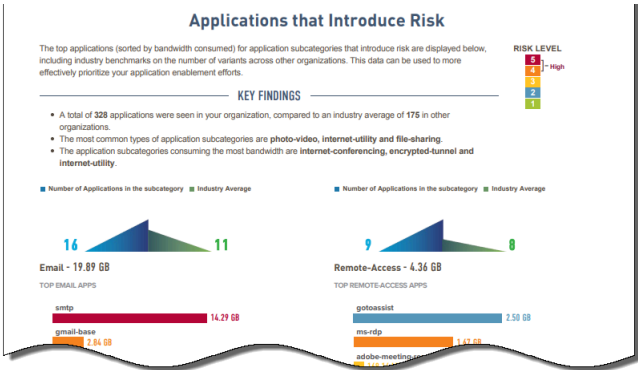 Applications that Introduce Risk
The top applications (sorted by bandwidth consumed) for application subcategories that introduce risk are displayed below,
including industry benchmarks on the number of variants across other organizations. This data can be used to more
effectively prioritize your application enablement efforts.
RISK LEVEL
5
4
High
3
2
1
KEY FINDINGS
• A total of 328 applications were seen in your organization, compared to an industry average of 175 in other
organizations.
• The most common types of application subcategories are photo-video, internet-utility and file-sharing.
• The application subcategories consuming the most bandwidth are internet-conferencing, encrypted-tunnel and
internet-utility.
Number of Applications in the subcategory Industry Average
16 11
Email - 19.89 GB
TOP EMAIL APPS
smtp
14.29 GB
gmail-base
2.84 GB
Number of Applications in the subcategory Industry Average
9 8
Remote-Access - 4.36 GB
TOP REMOTE-ACCESS APPS
gotoassist
2.50 GB
ms-rdp
1.67 GB